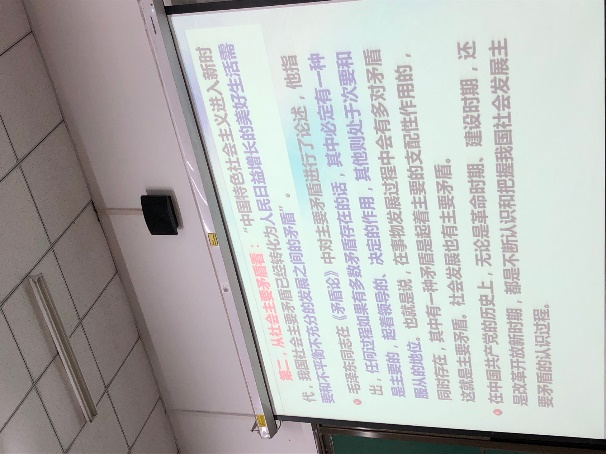 第二，从社会主要矛盾看：“中国特色社会主义进入新时
代，我国社会主要矛盾已经转化为人民日益增长的美好生活需
要和不平衡不充分的发展之间的矛盾”。
毛泽东同志在《矛盾论》中对主要矛盾进行了论述，他指
出，任何过程如果有多数矛盾存在的话，其中必定有一种
是主要的，起着领导的、决定的作用，其他则处于次要和
服从的地位。也就是说，在事物发展过程中会有多对矛盾
同时存在，其中有一种矛盾是起着主要的支配性作用的，
这就是主要矛盾。社会发展也有主要矛盾。
在中国共产党的历史上，无论是革命时期、建设时期，还
是改革开放新时期，都是不断认识和把握我国社会发展主
要矛盾的认识过程。